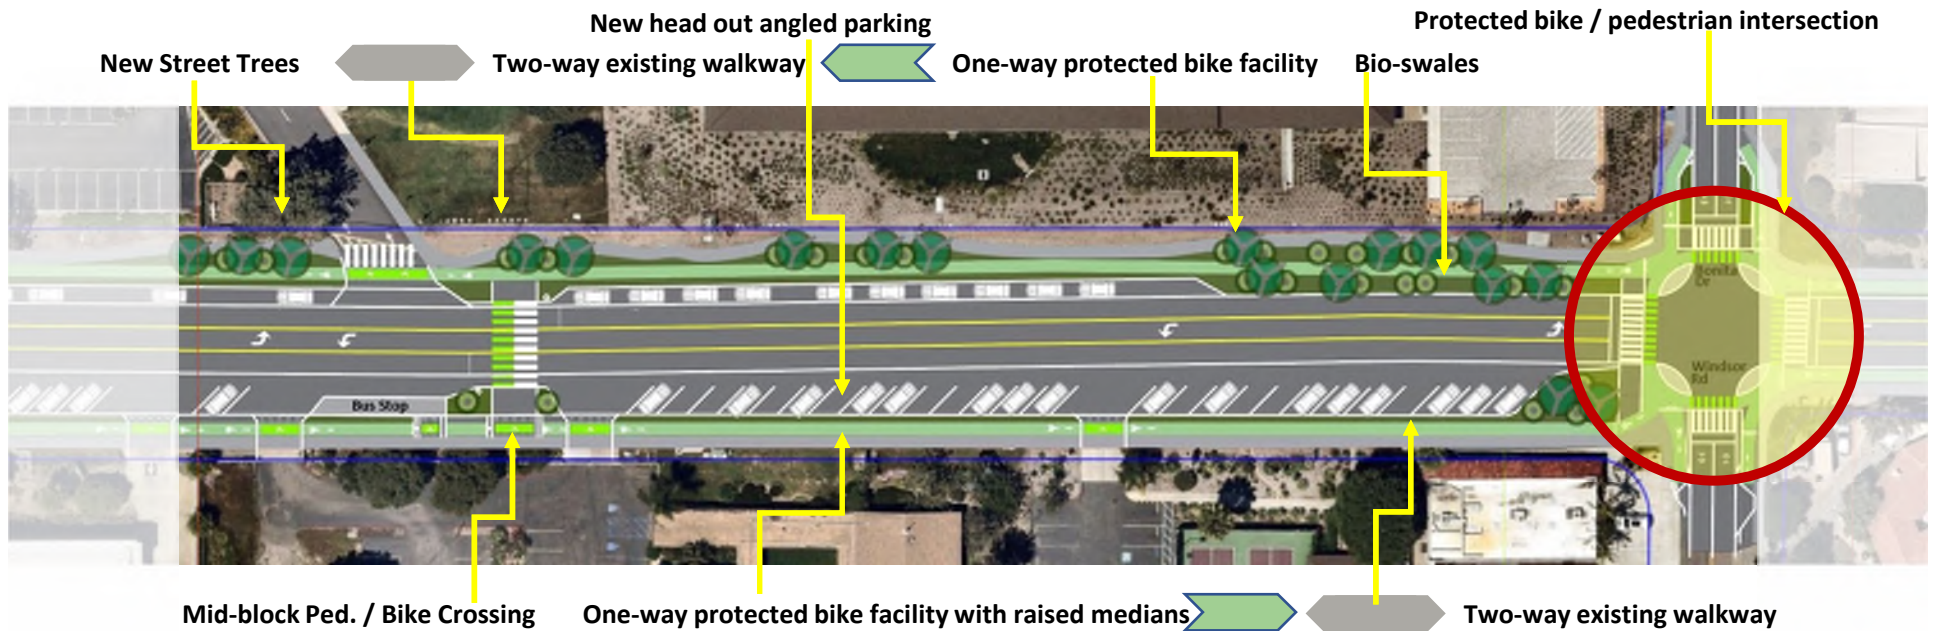 New head out angled parking
Protected bike / pedestrian intersection
New Street Trees
Two-way existing walkway
One-way protected bike facility
Bio-swales
Bonita
Dr
Windsor
Rd
Bus Stop
Mid-block Ped. / Bike Crossing
One-way protected bike facility with raised medians
Two-way existing walkway